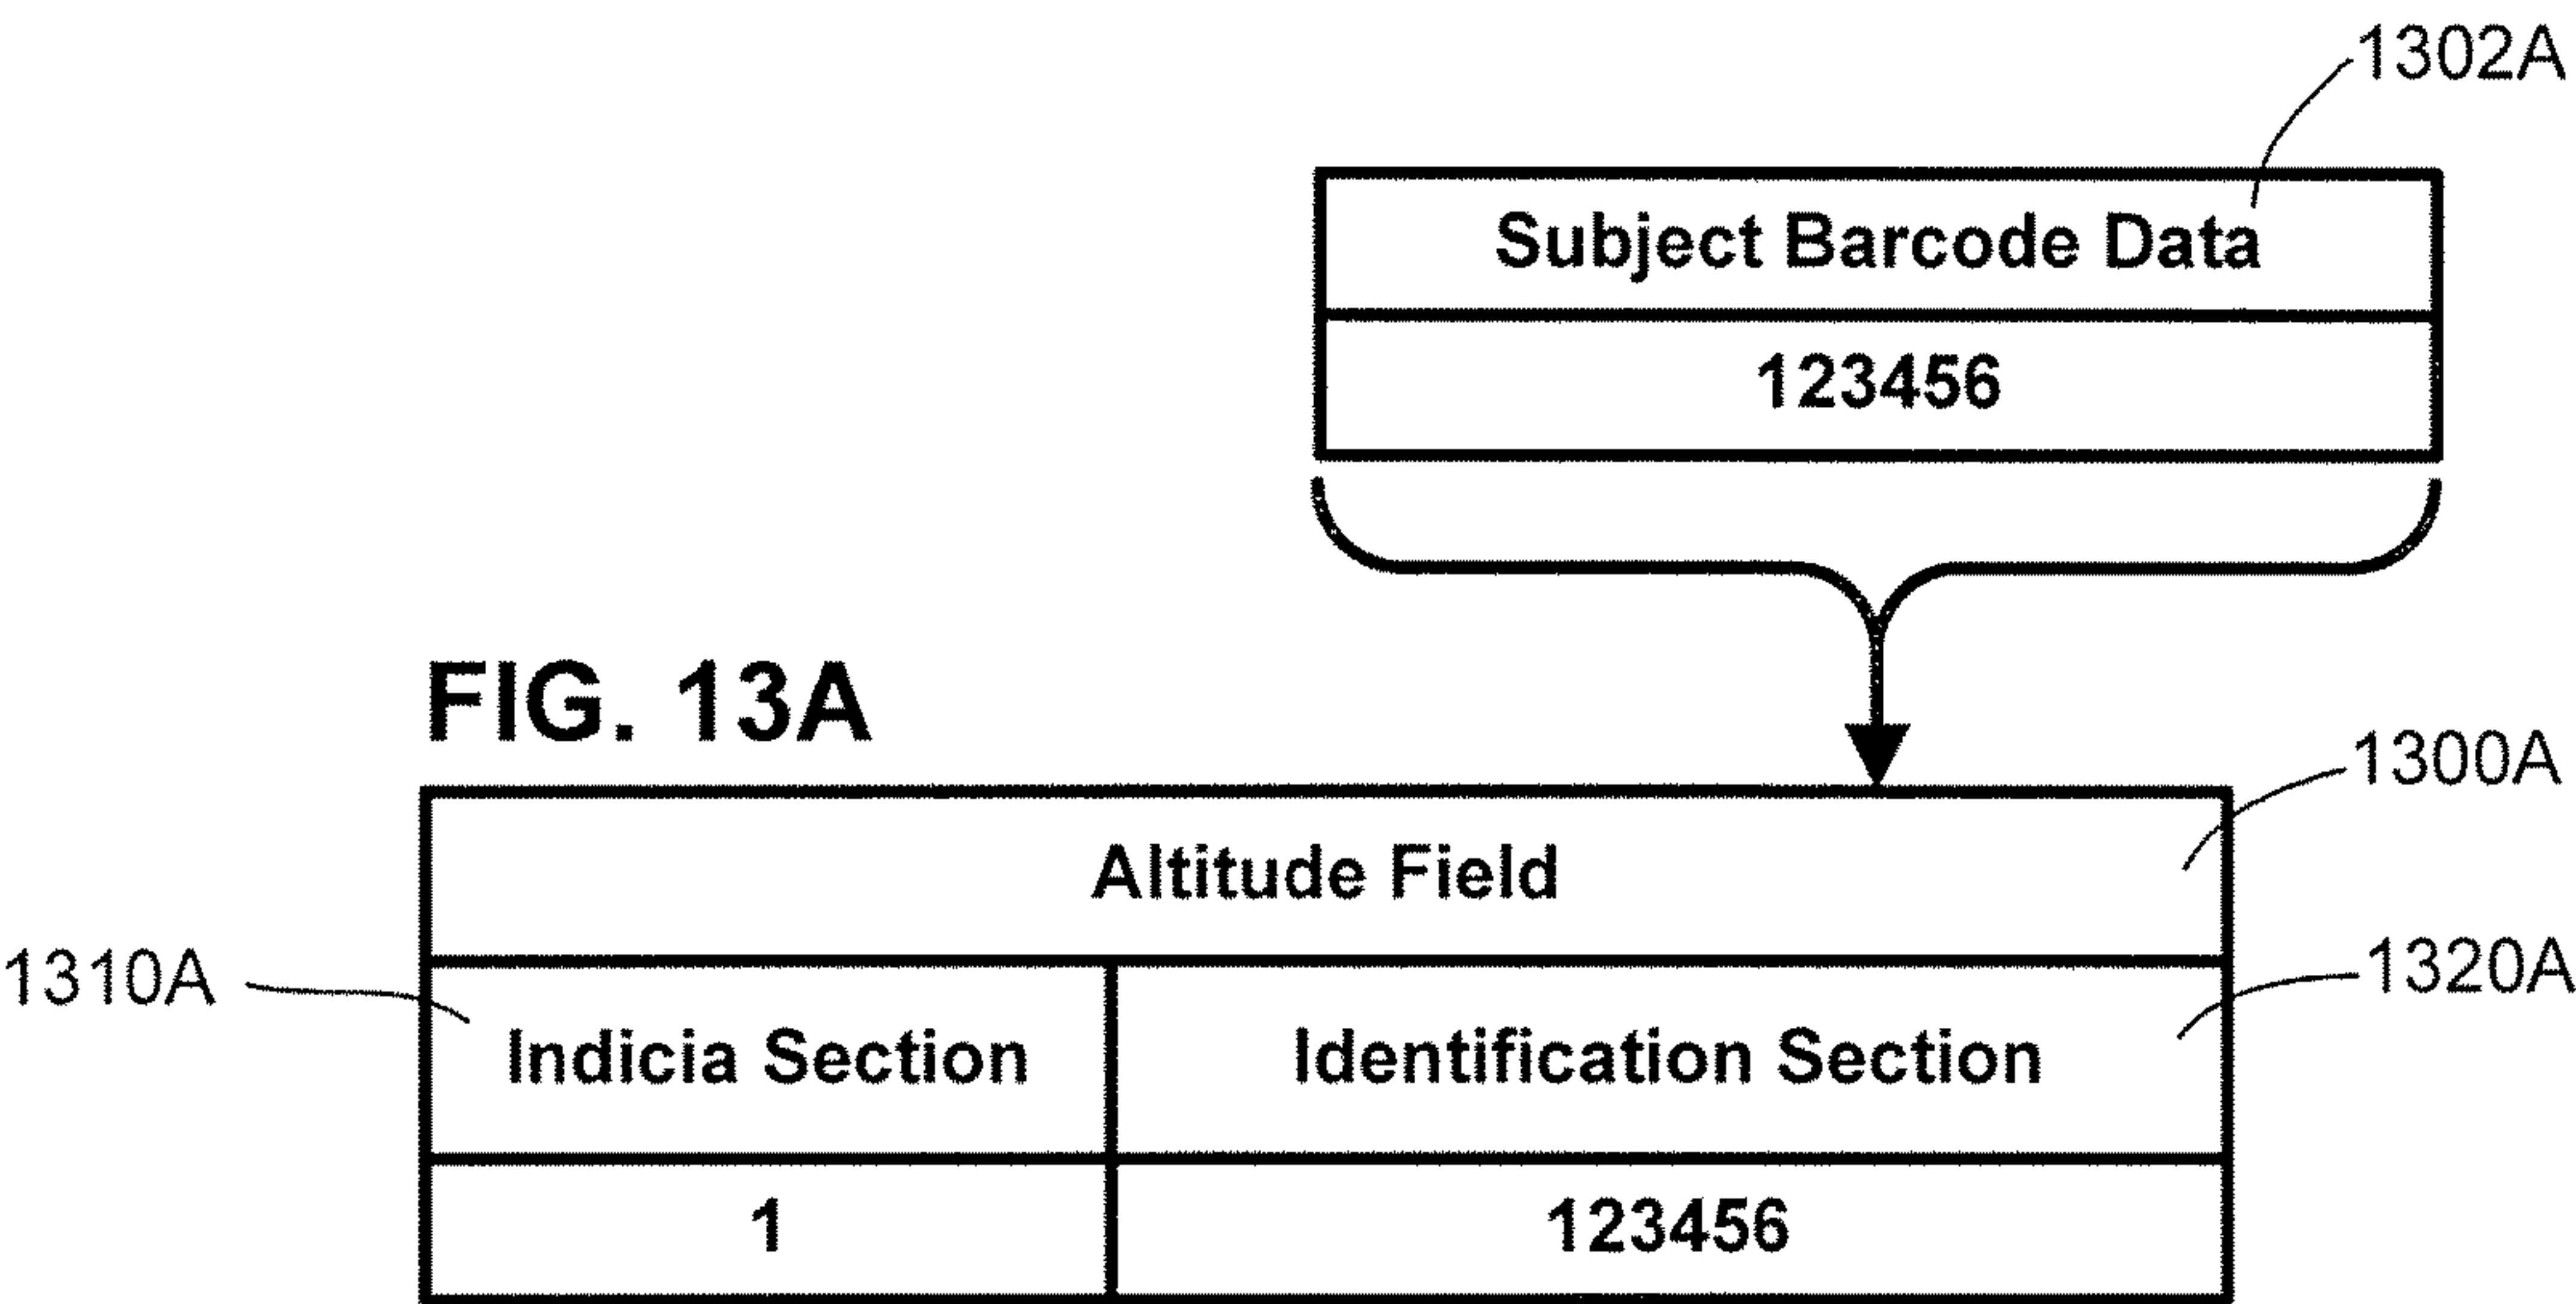 1302A
Subject Barcode Data
123456
FIG. 13A
1300A
Altitude Field
1310A
1320A
Indicia Section
Identification Section
1
123456